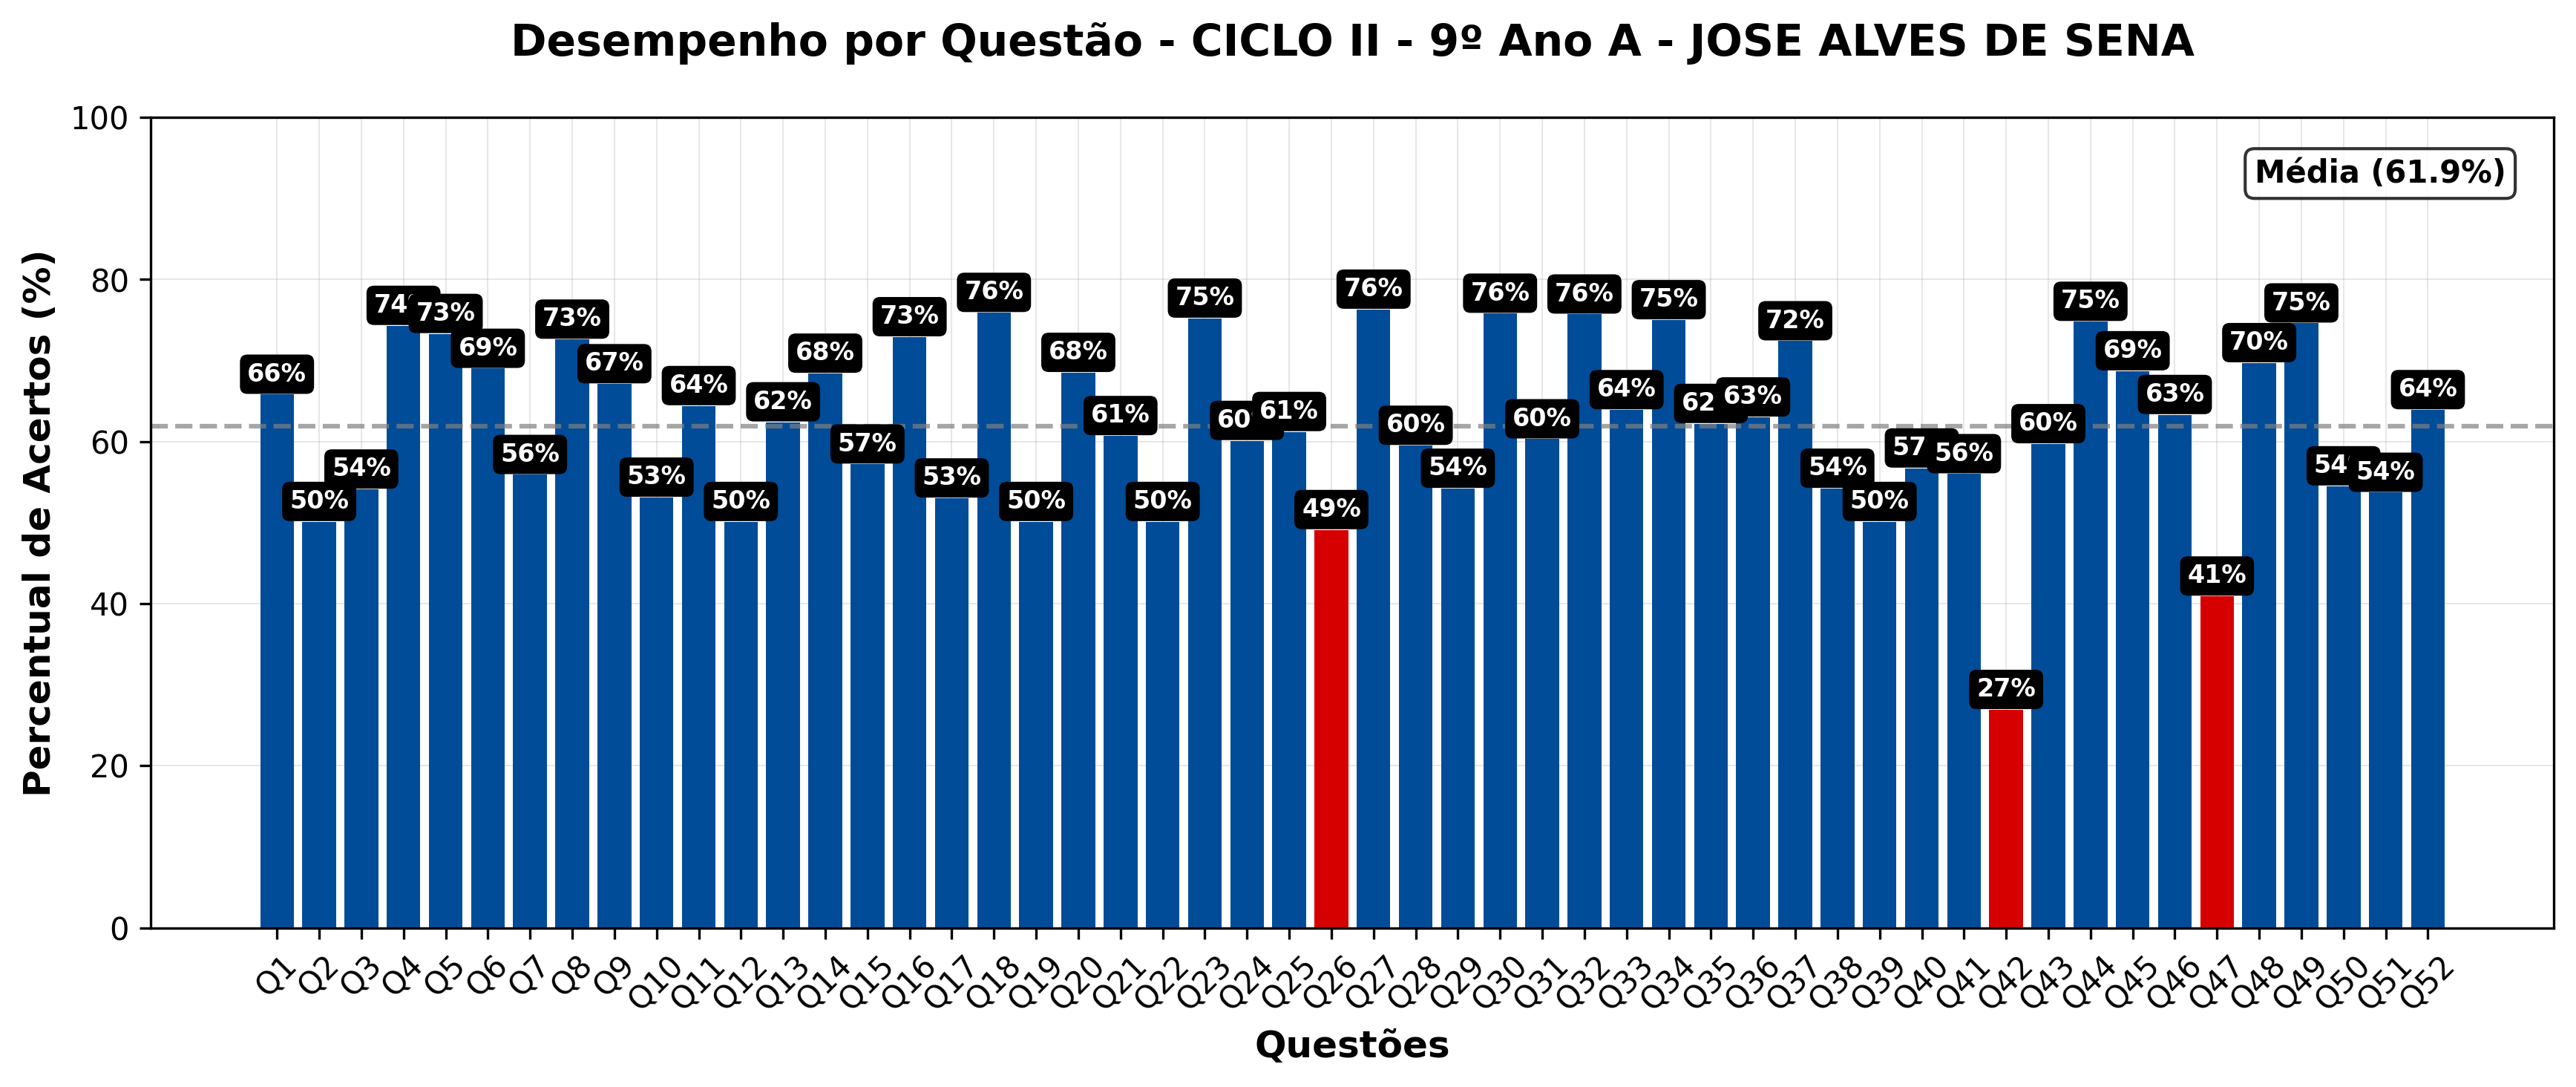 Desempenho por Questão - CICLO II - 9º Ano A - JOSE ALVES DE SENA
Percentual de Acertos (%)
100
80
60
40
20
0
Média (61.9%)
66% 50% 54% 74 73% 69% 56% 73% 67% 53% 64% 50% 62% 68% 57% 73% 53% 76% 50% 68% 61% 50% 75% 60 61% 49% 76% 60% 54% 76% 60% 76% 64% 75% 62 63% 72% 54% 50% 57 56% 27% 60% 75% 69% 63% 41% 70% 75% 54 54% 64%
Q1 Q2 Q3 Q4 Q5 Q6 Q7 Q8 Q9 Q10 Q11 Q12 Q13 Q14 Q15 Q16 Q17 Q18 Q19 Q20 Q21 Q22 Q23 Q24 Q25 Q26 Q27 Q28 Q29 Q30 Q31 Q32 Q33 Q34 Q35 Q36 Q37 Q38 Q39 Q40 Q41 Q42 Q43 Q44 Q45 Q46 Q47 Q48 Q49 Q50 Q51 Q52
Questões